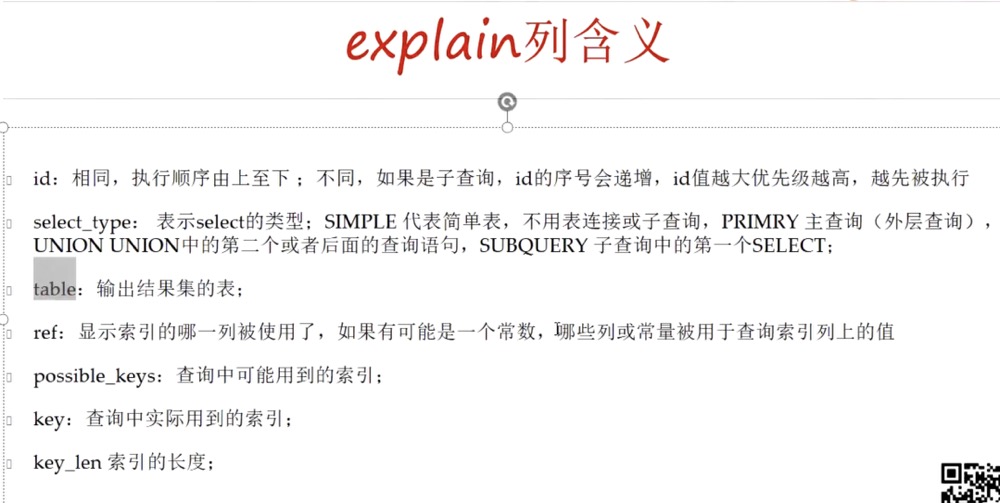 explain列含义
id：相同，执行顺序由上至下；不同，如果是子查询，id的序号会递增，id值越大优先级越高，越先被执行
select_type： 表示select的类型；SIMPLE 代表简单表，不用表连接或子查询，PRIMRY 主查询（外层查询），
UNION UNION中的第二个或者后面的查询语句，SUBQUERY 子查询中的第一个SELECT；
table：输出结果集的表；
ref：显示索引的哪一列被使用了，如果有可能是一个常数，哪些列或常量被用于查询索引列上的值
possible_keys：查询中可能用到的索引；
key：查询中实际用到的索引；
key_len 索引的长度；